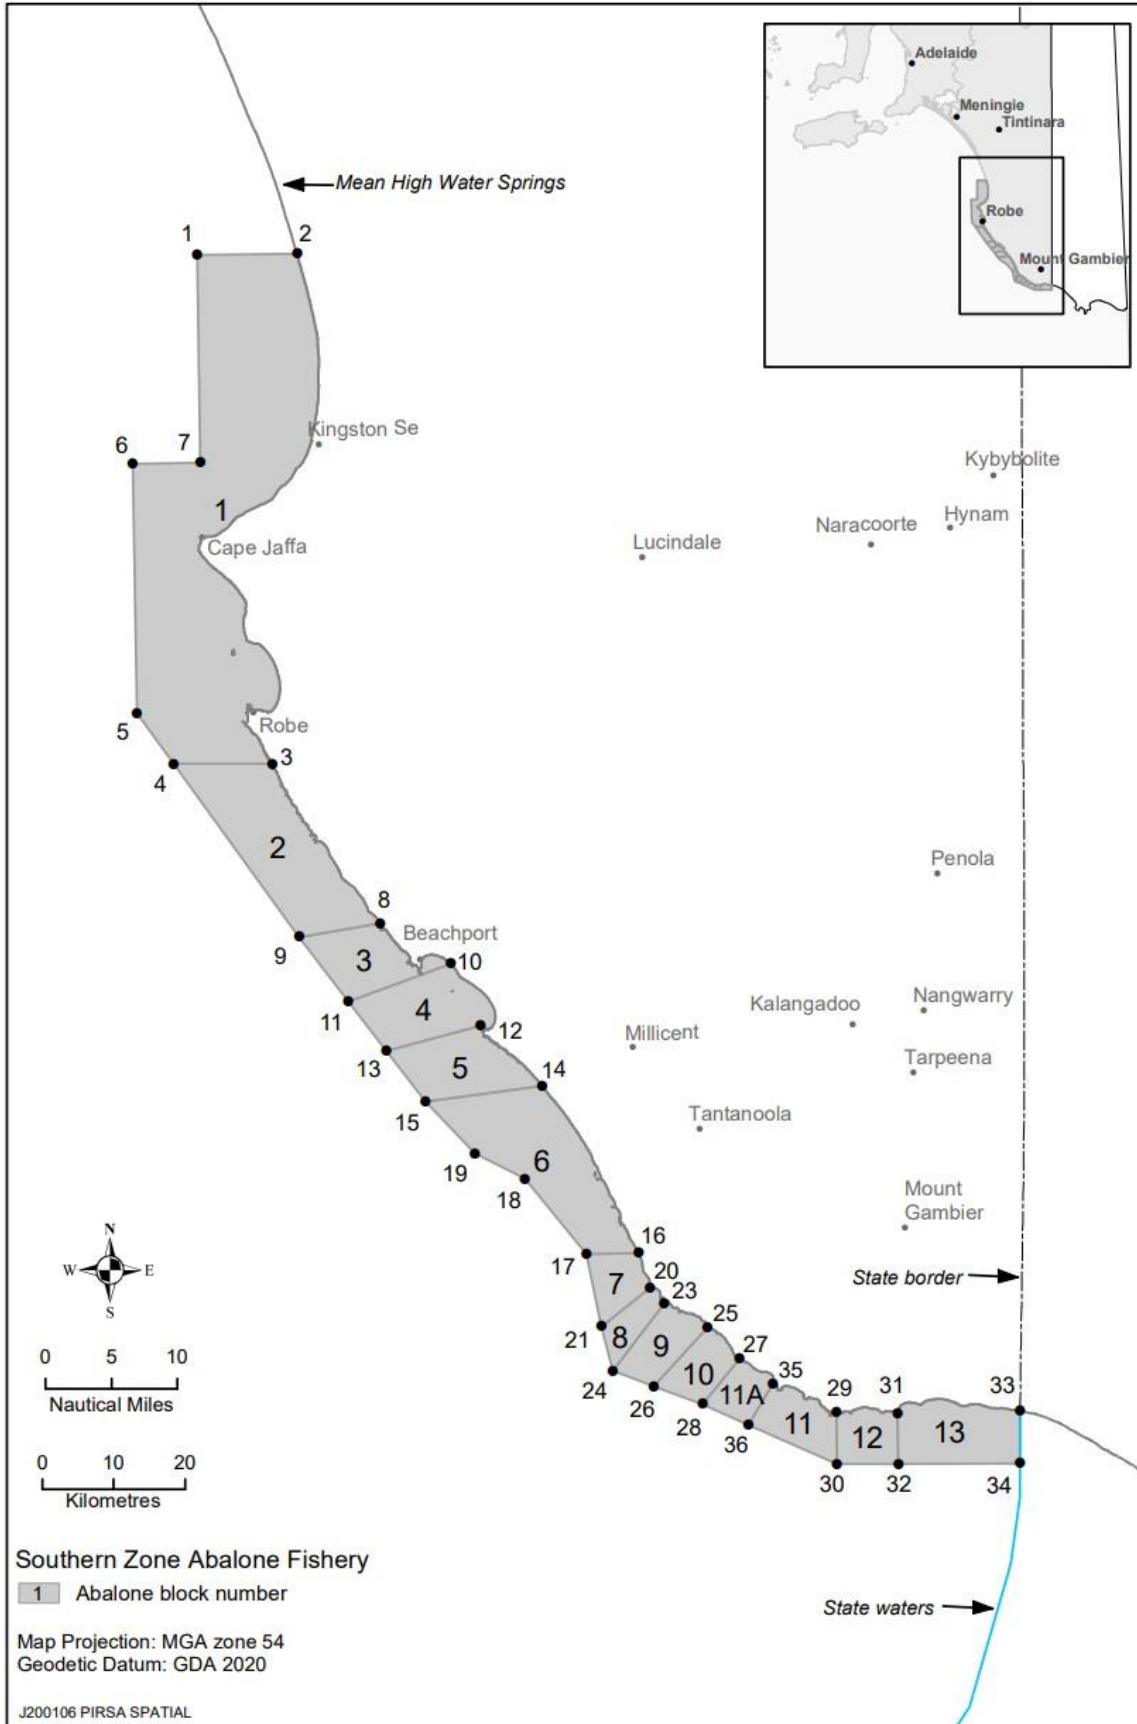 Adelaide
Meningie
Tintinara
Robe
Mount Gambier
Mean High Water Springs
1
2
Kingston Se
6
7
1
Cape Jaffa
Kybybolite
Hynam
Naracoorte
Lucindale
5
Robe
4
3
2
Penola
8
9
Beachport
3
10
11
4
12
Kalangadoo
Nangwarry
Millicent
13
5
14
Tarpeena
15
Tantanoola
19
6
18
Mount
Gambier
16
17
20
State border
7
23
21
8
25
9
27
24
10
35
26
11A
29
31
33
28
11
36
12
13
30
32
34
N
W
E
S
0 5 10
Nautical Miles
0 10 20
Kilometres
Southern Zone Abalone Fishery
1 Abalone block number
State waters
Map Projection: MGA zone 54
Geodetic Datum: GDA 2020
J200106 PIRSA SPATIAL